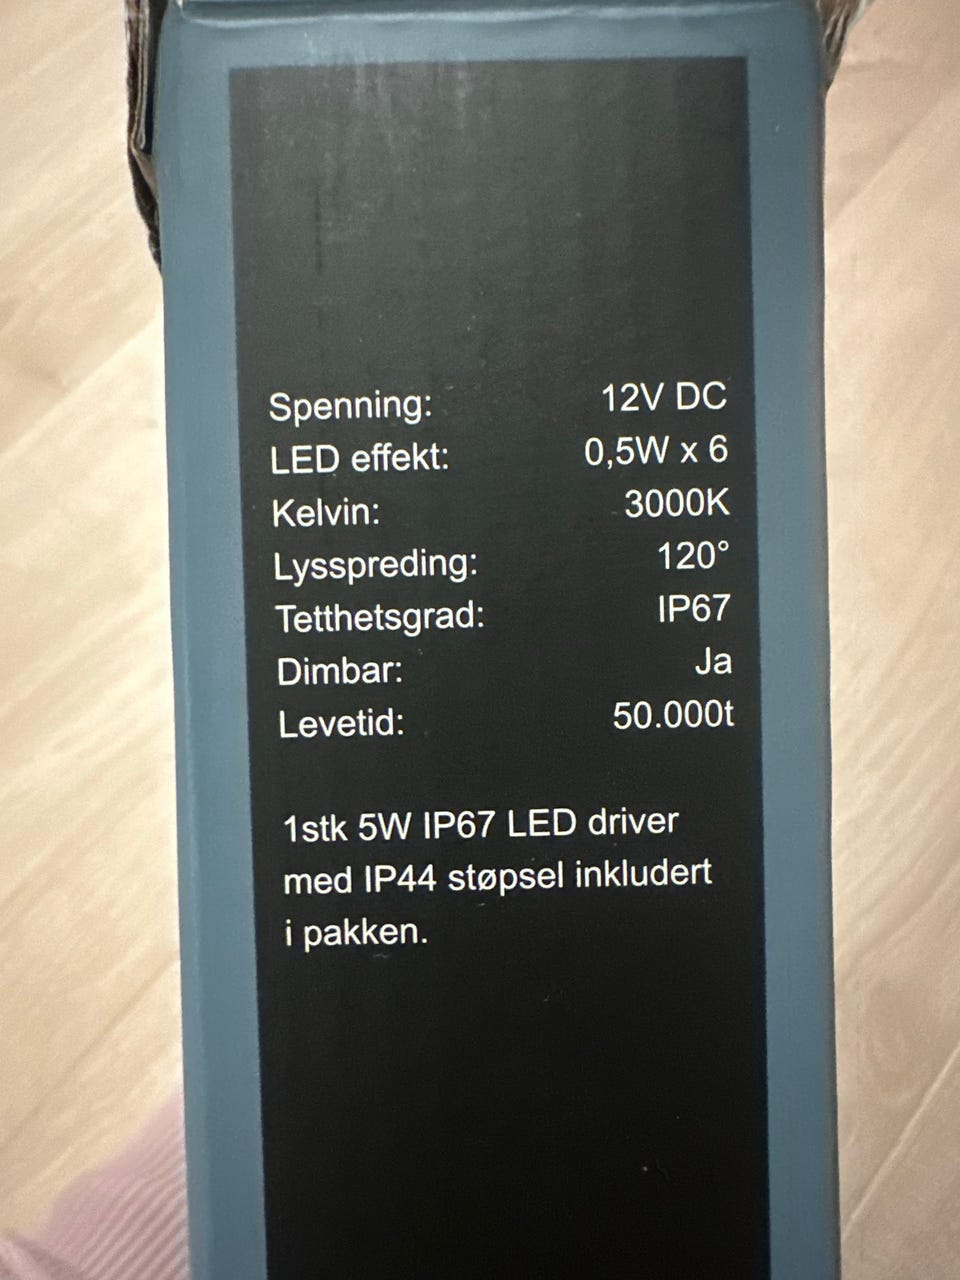 Spenning: 12V DC
LED effekt: 0,5W x 6
Kelvin: 3000K
Lysspreding: 120°
Tetthetsgrad: IP67
Dimbar: Ja
Levetid: 50.000t
1stk 5W IP67 LED driver
med IP44 støpsel inkludert
i pakken.